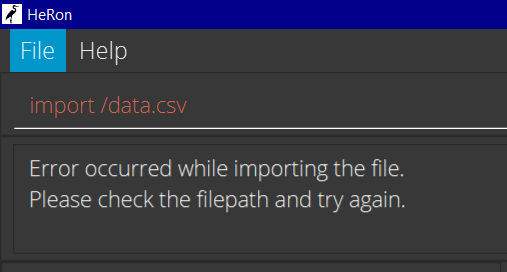 HeRon
File Help
import /data.csv
Error occurred while importing the file.
Please check the filepath and try again.